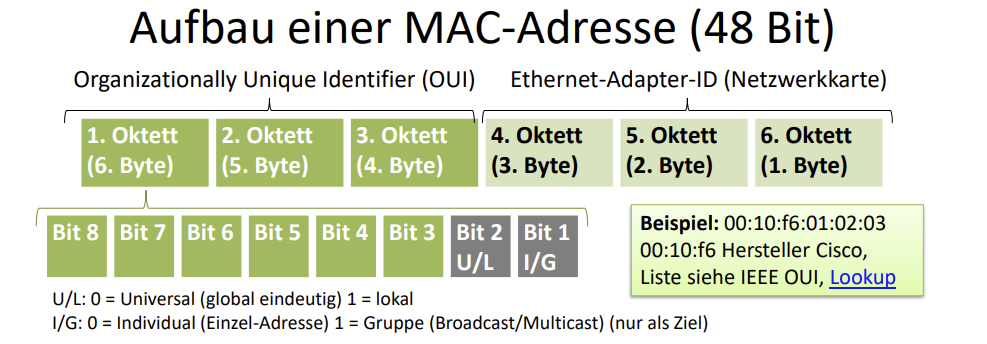 Aufbau einer MAC-Adresse (48 Bit)
Organizationally Unique Identifier (OUI)
Ethernet-Adapter-ID (Netzwerkkarte)
1. Oktett
(6. Byte)
2. Oktett
(5. Byte)
3. Oktett
(4. Byte)
4. Oktett
(3. Byte)
5. Oktett
(2. Byte)
6. Oktett
(1. Byte)
Bit 8
Bit 7
Bit 6
Bit 5
Bit 4
Bit 3
Bit 2
U/L
Bit 1
I/G
Beispiel: 00:10:f6:01:02:03
00:10:f6 Hersteller Cisco,
Liste siehe IEEE OUI, Lookup
U/L: 0 = Universal (global eindeutig) 1 = lokal
I/G: 0 = Individual (Einzel-Adresse) 1 = Gruppe (Broadcast/Multicast) (nur als Ziel)